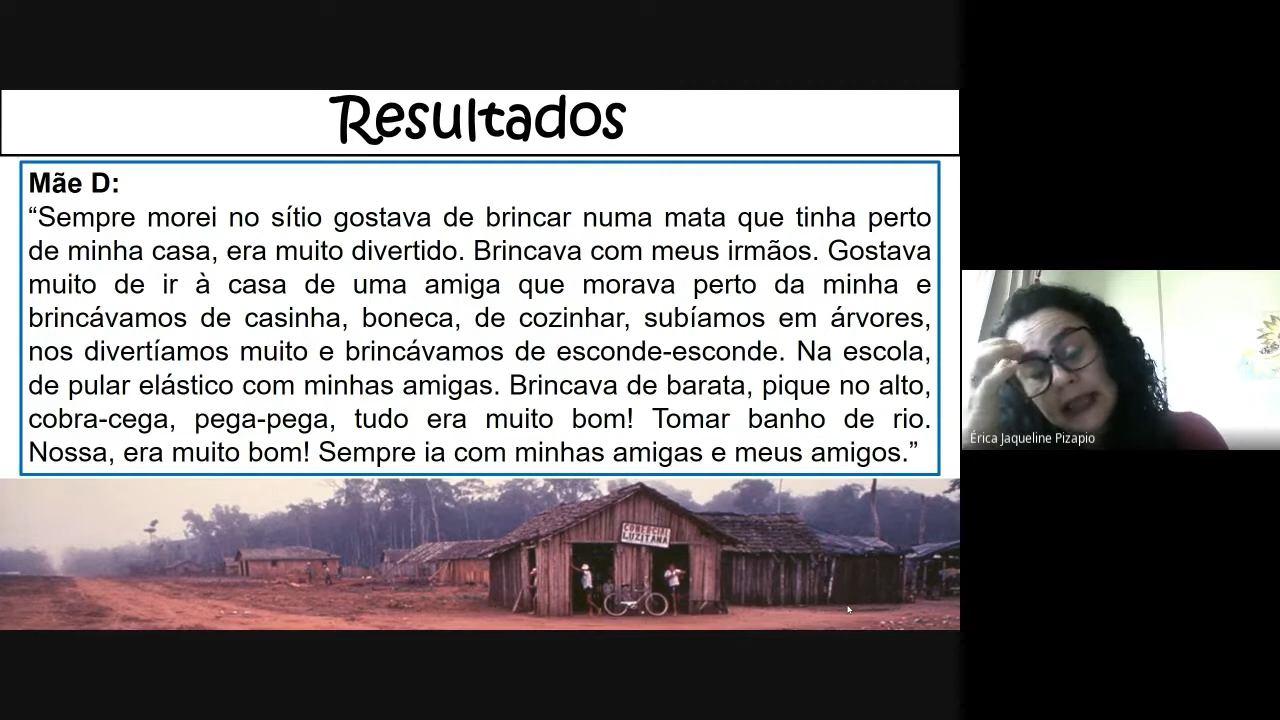 Resultados
Mãe D:
“Sempre morei no sítio gostava de brincar numa mata que tinha perto
de minha casa, era muito divertido. Brincava com meus irmãos. Gostava
muito de ir à casa de uma amiga que morava perto da minha e
brincávamos de casinha, boneca, de cozinhar, subíamos em árvores,
nos divertíamos muito e brincávamos de esconde-esconde. Na escola,
de pular elástico com minhas amigas. Brincava de barata, pique no alto,
cobra-cega, pega-pega, tudo era muito bom! Tomar banho de rio.
Nossa, era muito bom! Sempre ia com minhas amigas e meus amigos.”
COMERCIAL
LUZITANA
Érica Jaqueline Pizapio